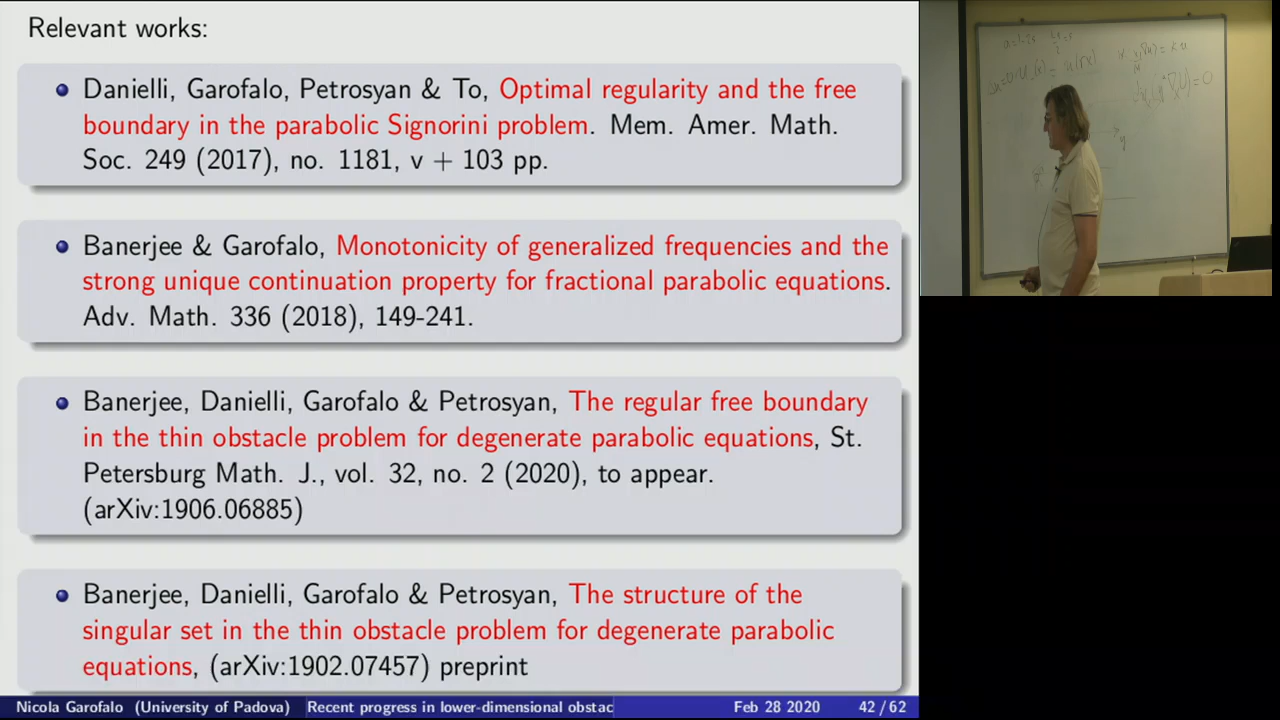 Relevant works:
Danielli, Garofalo, Petrosyan & To, Optimal regularity and the free
boundary in the parabolic Signorini problem. Mem. Amer. Math.
Soc. 249 (2017), no. 1181, v + 103 pp.
Banerjee & Garofalo, Monotonicity of generalized frequencies and the
strong unique continuation property for fractional parabolic equations.
Adv. Math. 336 (2018), 149-241.
Banerjee, Danielli, Garofalo & Petrosyan, The regular free boundary
in the thin obstacle problem for degenerate parabolic equations, St.
Petersburg Math. J., vol. 32, no. 2 (2020), to appear.
(arXiv:1906.06885)
Banerjee, Danielli, Garofalo & Petrosyan, The structure of the
singular set in the thin obstacle problem for degenerate parabolic
equations, (arXiv:1902.07457) preprint
Nicola Garofalo (University of Padova) Recent progress in lower-dimensional obstac Feb 28 2020 42 / 62